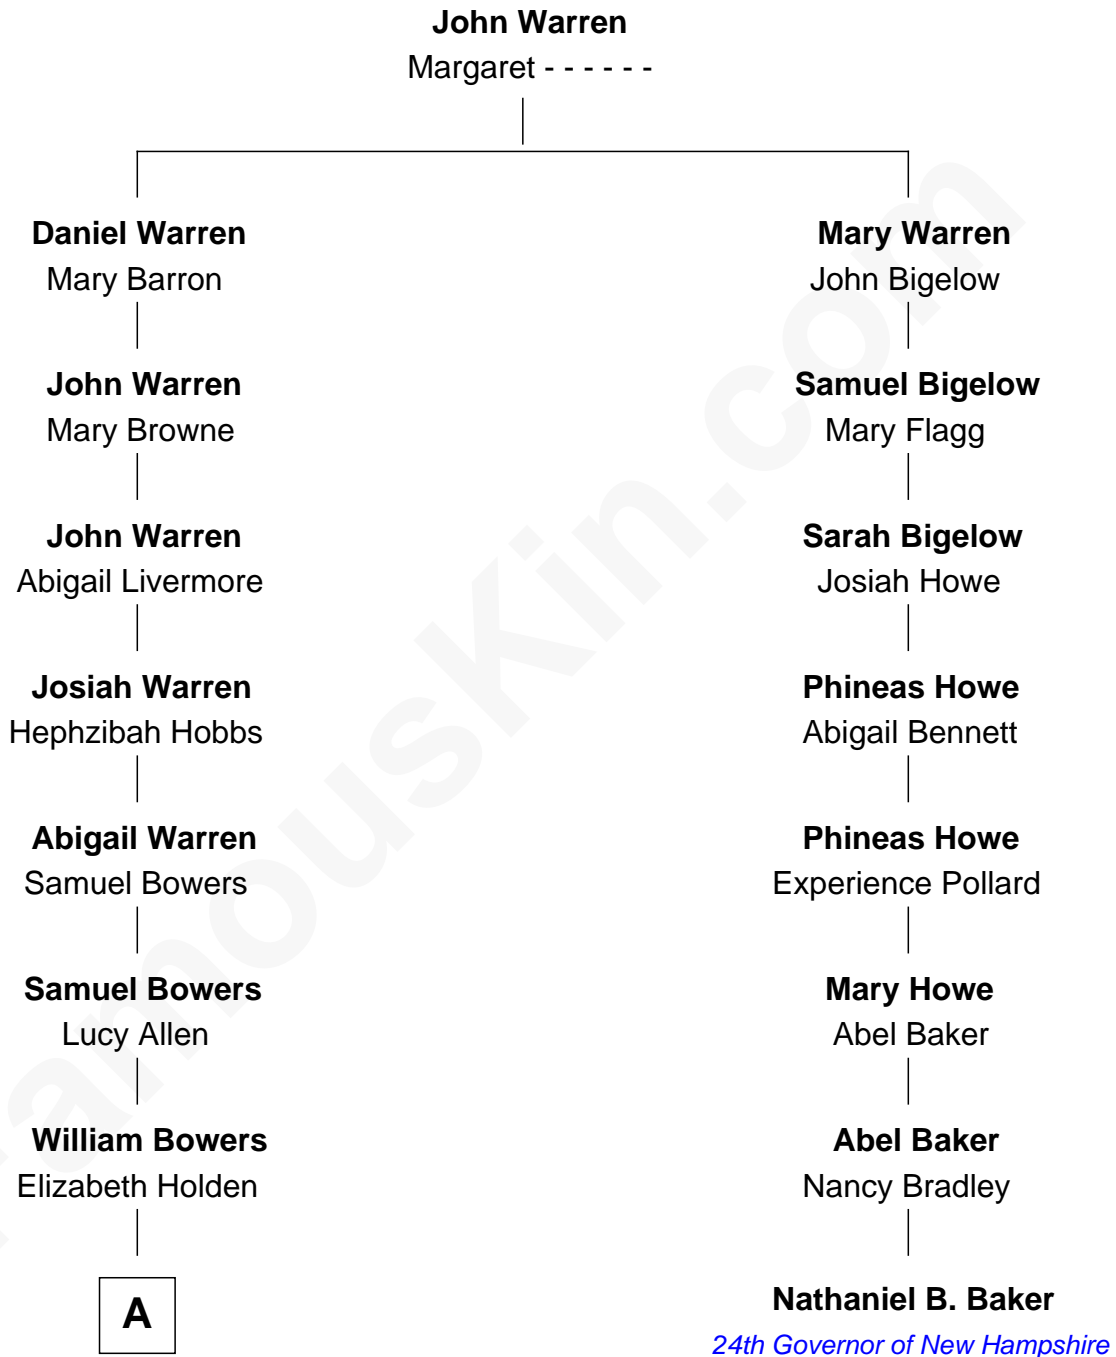 John Warren
Margaret - - - - - -
Daniel Warren
Mary Barron
Mary Warren
John Bigelow
John Warren
Mary Browne
Samuel Bigelow
Mary Flagg
John Warren
Abigail Livermore
Sarah Bigelow
Josiah Howe
Josiah Warren
Hephzibah Hobbs
Phineas Howe
Abigail Bennett
Abigail Warren
Samuel Bowers
Phineas Howe
Experience Pollard
Samuel Bowers
Lucy Allen
Mary Howe
Abel Baker
William Bowers
Elizabeth Holden
Abel Baker
Nancy Bradley
A
Nathaniel B. Baker
24th Governor of New Hampshire
FamousKin.com